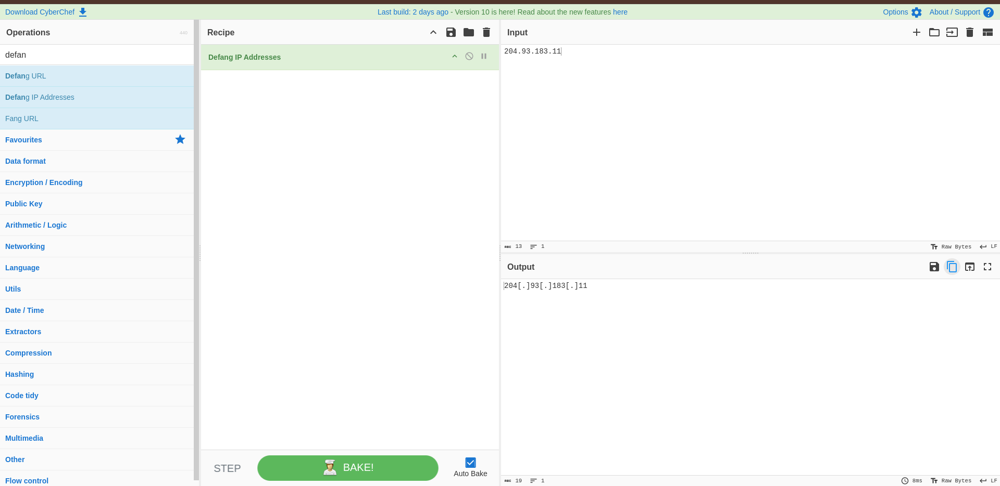 Download CyberChef
Last build: 2 days ago - Version 10 is here! Read about the new features here
Options
About / Support
Operations
440
defan
Defang URL
Defang IP Addresses
Fang URL
Favourites
Data format
Encryption / Encoding
Public Key
Arithmetic / Logic
Networking
Language
Utils
Date / Time
Extractors
Compression
Hashing
Code tidy
Forensics
Multimedia
Other
Flow control
Recipe
Defang IP Addresses
STEP
BAKE!
Auto Bake
Input
204.93.183.11
ABC 13 1
Raw Bytes LF
Output
204[.]93[.]183[.]11
ABC 19 1
8ms Raw Bytes LF